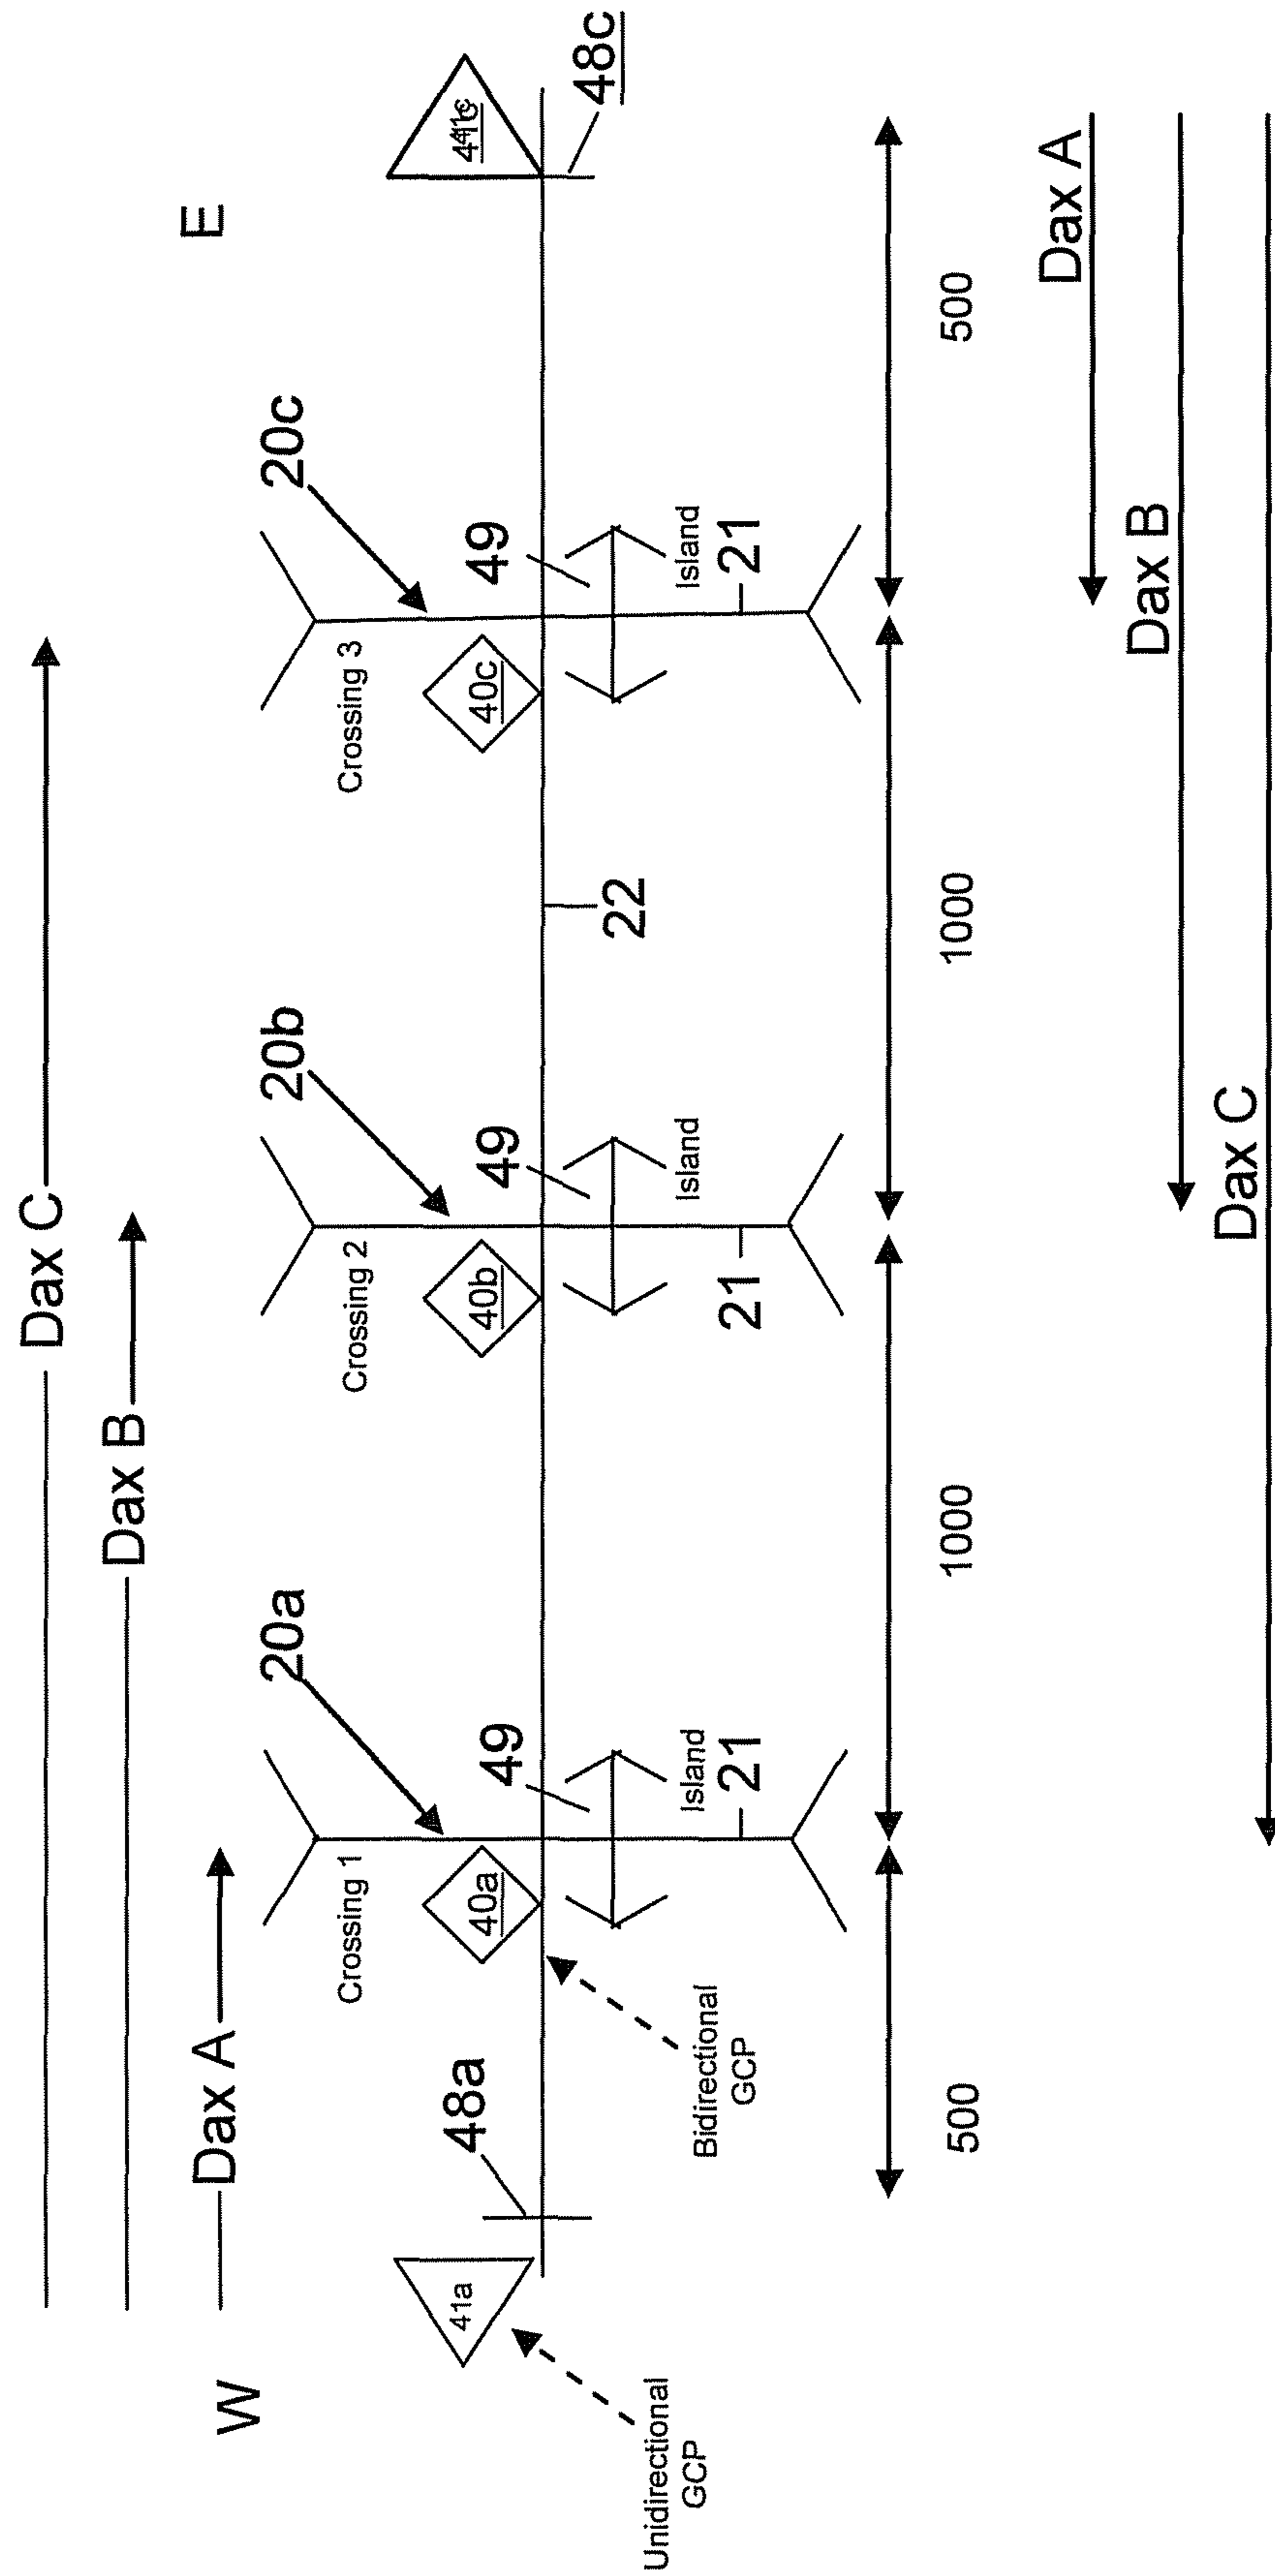 Dax C
Dax B
Dax A
W
E
20a
20b
20c
Crossing 1
Crossing 2
Crossing 3
41a
40a
40b
40c
48a
49
49
49
48c
22
Island
Island
Island
21
21
21
Unidirectional
GCP
Bidirectional
GCP
500
1000
1000
500
Dax A
Dax B
Dax C